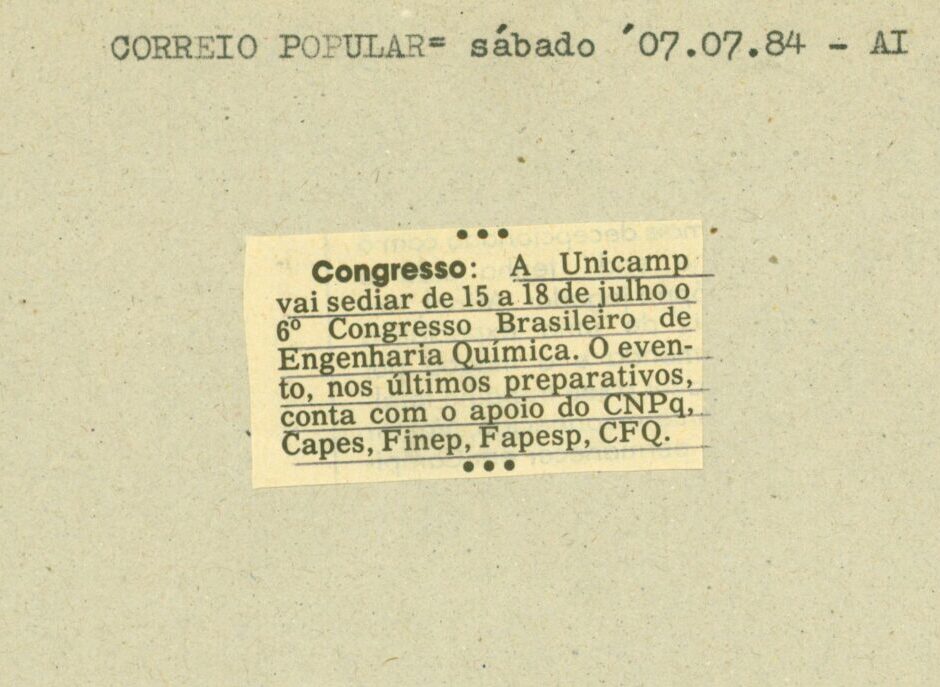 CORREIO POPULAR= sábado ´07.07.84 - AI
•••
Congresso: A Unicamp
vai sediar de 15 a 18 de julho o
6º Congresso Brasileiro de
Engenharia Química. O even-
to, nos últimos preparativos,
conta com o apoio do CNPq,
Capes, Finep, Fapesp, CFQ.
•••